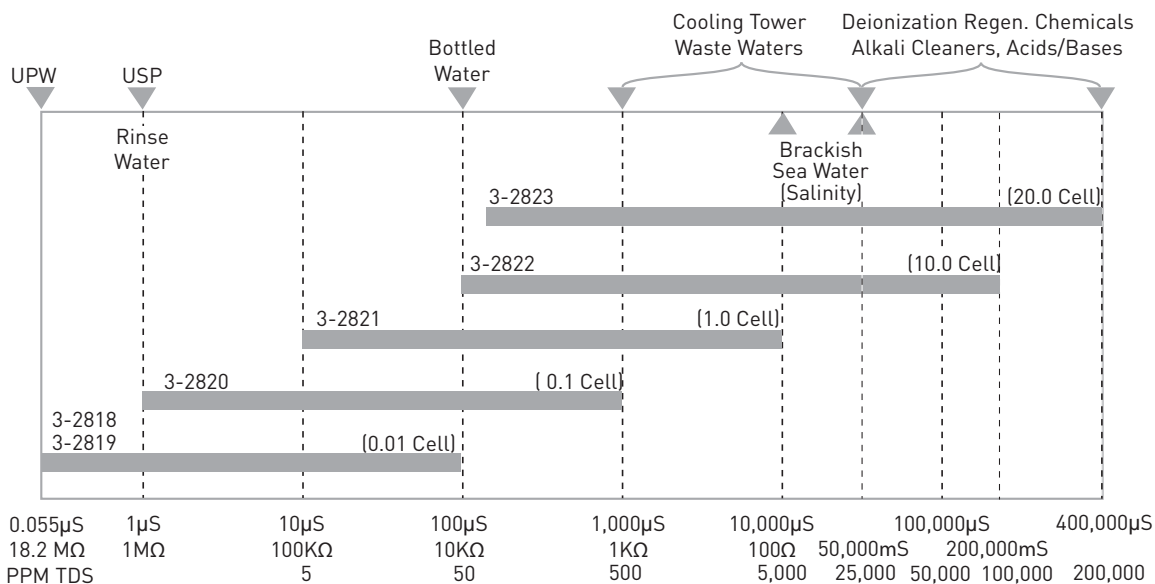 Cooling Tower
Waste Waters
Deionization Regen. Chemicals
Alkali Cleaners, Acids/Bases
Bottled
Water
UPW
USP
Rinse
Water
Brackish
Sea Water
(Salinity)
3-2823
(20.0 Cell)
3-2822
(10.0 Cell)
3-2821
(1.0 Cell)
3-2820
( 0.1 Cell)
3-2818
3-2819
(0.01 Cell)
0.055µS 1µS 10µS 100µS 1,000µS 10,000µS 100,000µS 400,000µS
18.2 MΩ 1MΩ 100KΩ 10KΩ 1KΩ 100Ω 50,000mS 200,000mS
PPM TDS 5 50 500 5,000 25,000 50,000 100,000 200,000